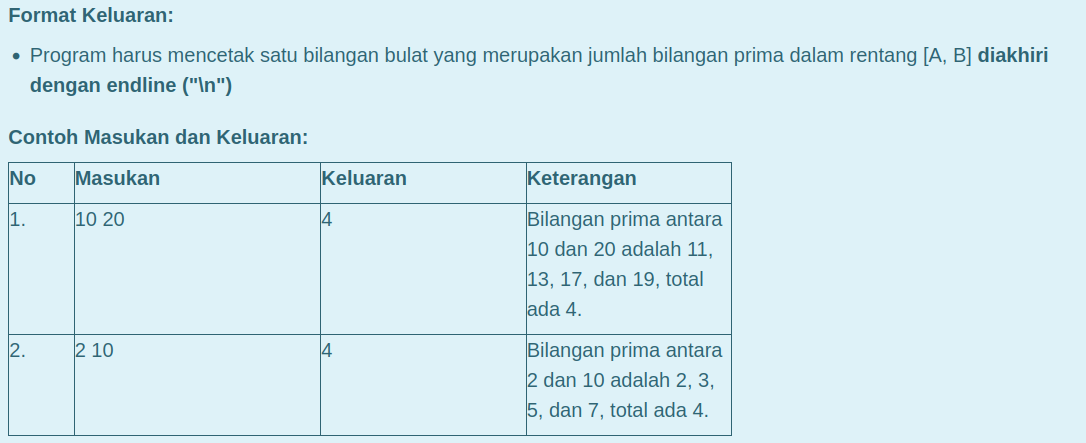 Format Keluaran:
• Program harus mencetak satu bilangan bulat yang merupakan jumlah bilangan prima dalam rentang [A, B] diakhiri
dengan endline ("\n")
Contoh Masukan dan Keluaran:
No Masukan Keluaran Keterangan
1. 10 20 4 Bilangan prima antara
10 dan 20 adalah 11,
13, 17, dan 19, total
ada 4.
2. 2 10 4 Bilangan prima antara
2 dan 10 adalah 2, 3,
5, dan 7, total ada 4.